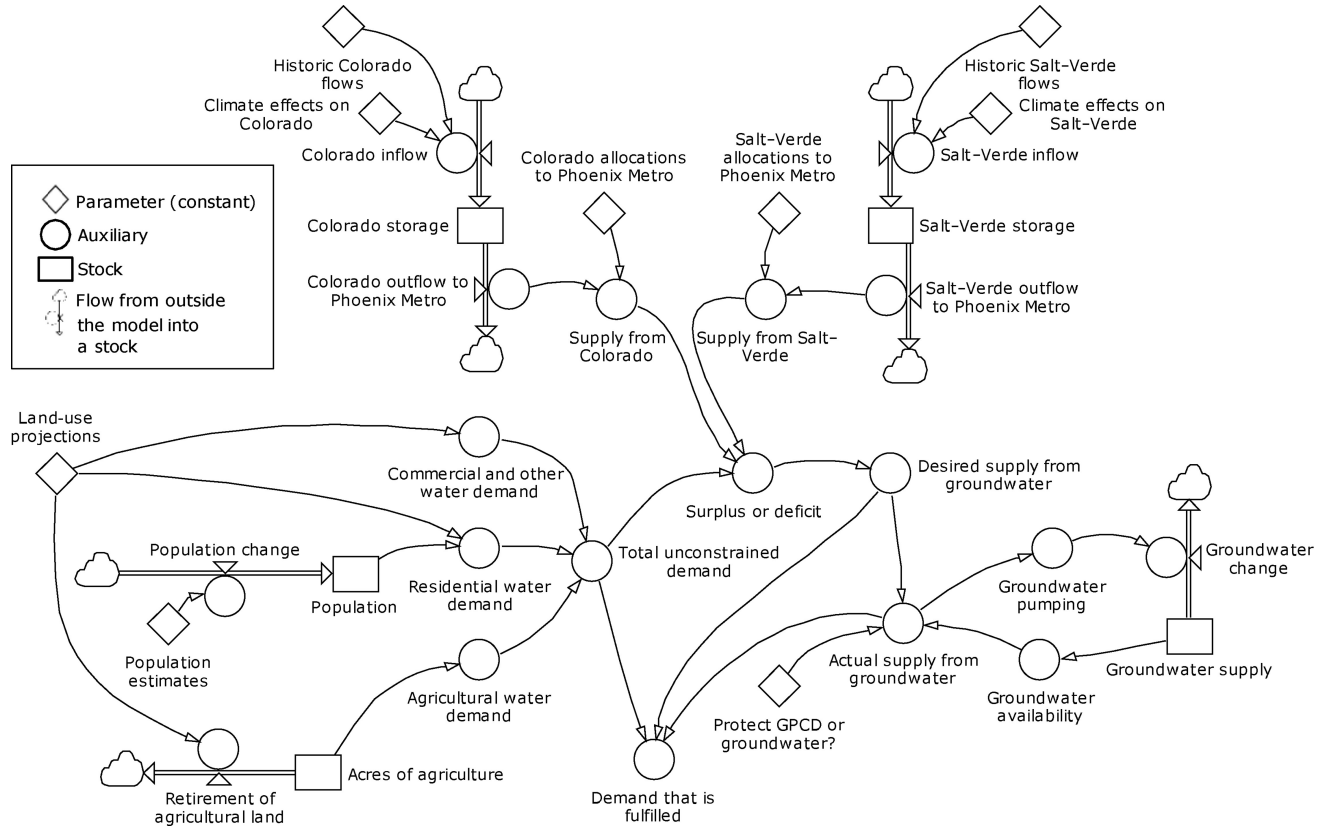 Historic Colorado
flows
Climate effects on
Colorado
Colorado inflow
Historic Salt–Verde
flows
Climate effects on
Salt–Verde
Salt–Verde inflow
Colorado allocations
to Phoenix Metro
Salt–Verde
allocations to
Phoenix Metro
Parameter (constant)
Auxiliary
Stock
Flow from outside
the model into
a stock
Colorado storage
Salt–Verde storage
Colorado outflow to
Phoenix Metro
Salt–Verde outflow
to Phoenix Metro
Supply from
Colorado
Supply from Salt–
Verde
Land-use
projections
Commercial and other
water demand
Surplus or deficit
Desired supply from
groundwater
Population change
Population
Residential water
demand
Total unconstrained
demand
Groundwater
pumping
Groundwater
change
Population
estimates
Agricultural water
demand
Actual supply from
groundwater
Groundwater
availability
Groundwater supply
Protect GPCD or
groundwater?
Acres of agriculture
Retirement of
agricultural land
Demand that is
fulfilled